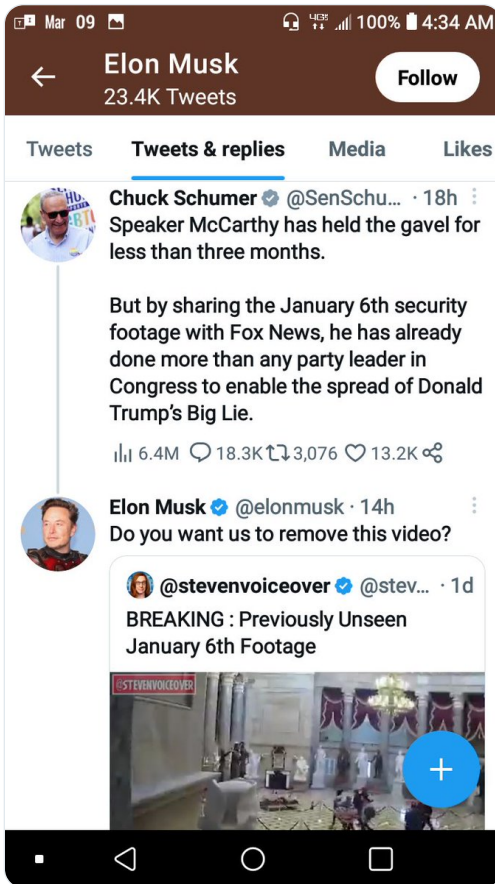 Mar 09 4G 100% 4:34 AM
Elon Musk
23.4K Tweets
Follow
Tweets Tweets & replies Media Likes
Chuck Schumer @SenSchu... · 18h
Speaker McCarthy has held the gavel for
less than three months.
But by sharing the January 6th security
footage with Fox News, he has already
done more than any party leader in
Congress to enable the spread of Donald
Trump's Big Lie.
6.4M 18.3K 3,076 13.2K
Elon Musk @elonmusk · 14h
Do you want us to remove this video?
@stevenvoiceover @stev... · 1d
BREAKING : Previously Unseen
January 6th Footage
@STEVENVOICEOVER